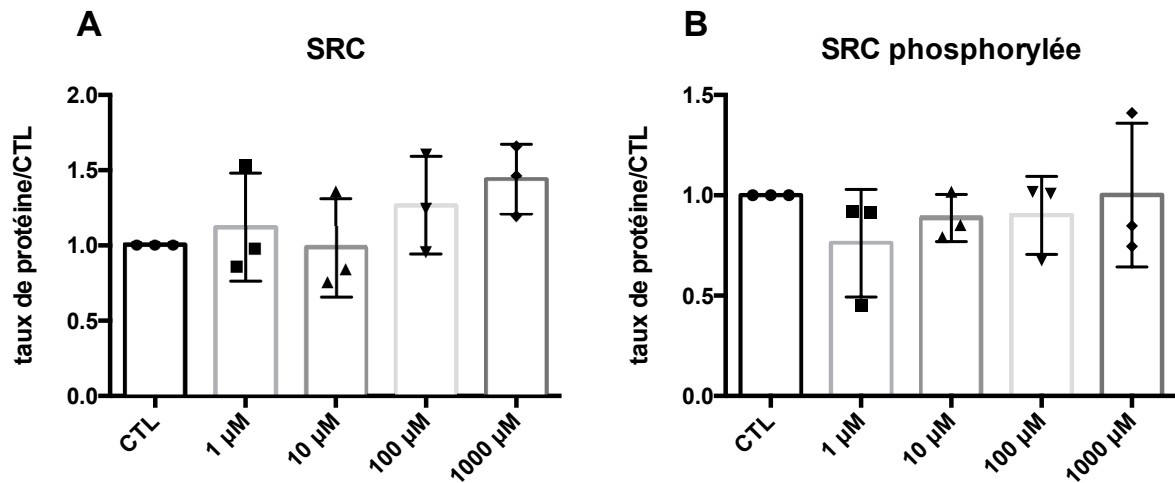 A
SRC
taux de protéine/CTL
2.0
1.5
1.0
0.5
0.0
CTL
1 µM
10 µM
100 µM
1000 µM
B
SRC phosphorylée
taux de protéine/CTL
1.5
1.0
0.5
0.0
CTL
1 µM
10 µM
100 µM
1000 µM